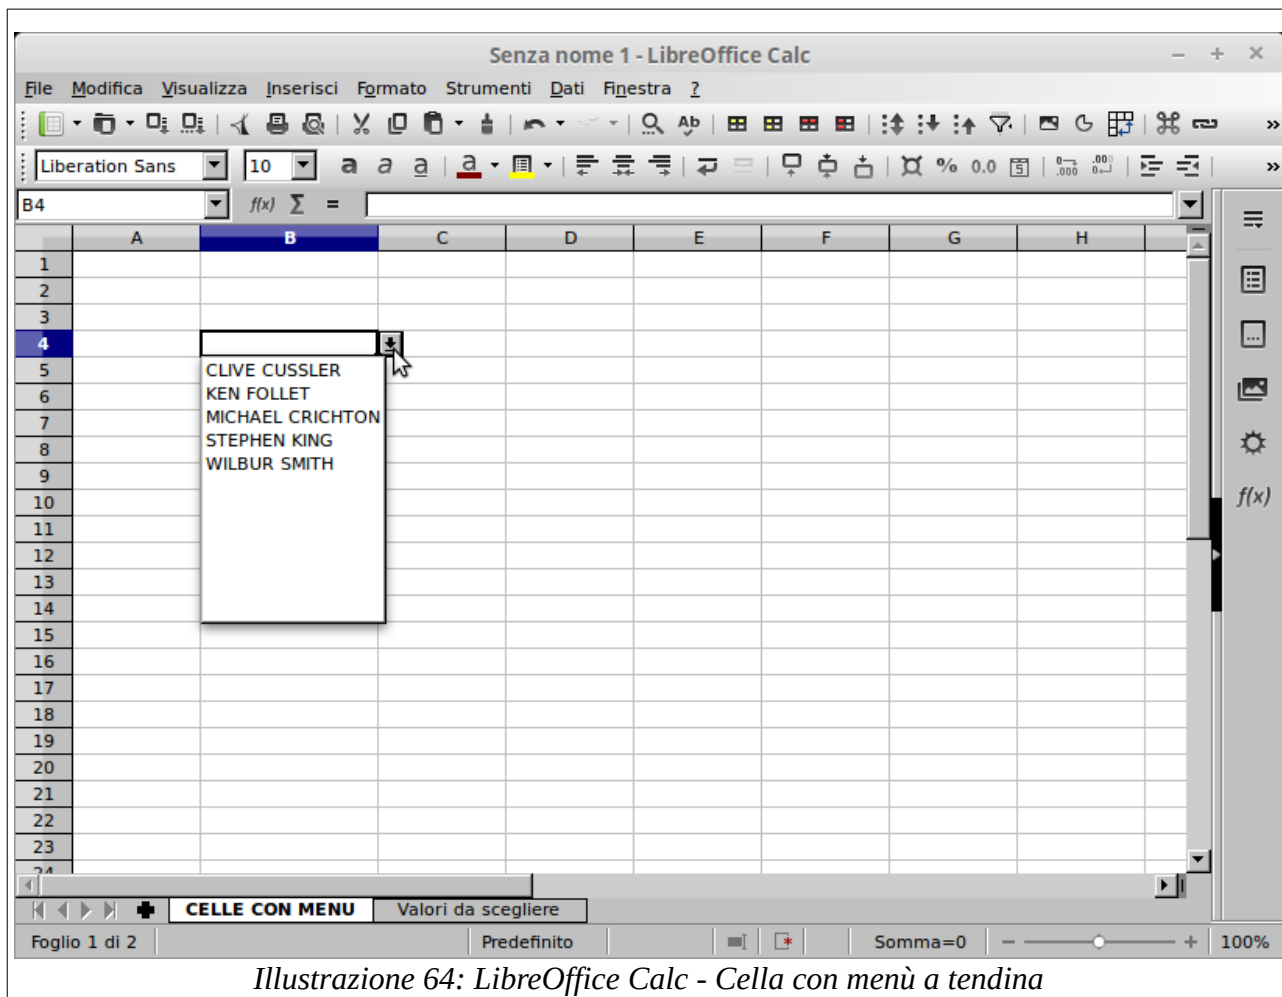 Senza nome 1 - LibreOffice Calc
File Modifica Visualizza Inserisci Formato Strumenti Dati Finestra ?
Liberation Sans 10 a a a a % 0.0
B4 f(x) Σ =
A B C D E F G H
1
2
3
4
5 CLIVE CUSSLER
6 KEN FOLLET
7 MICHAEL CRICHTON
8 STEPHEN KING
9 WILBUR SMITH
10 f(x)
11
12
13
14
15
16
17
18
19
20
21
22
23
24
CELLE CON MENU Valori da scegliere
Foglio 1 di 2 Predefinito Somma=0 100%
Illustrazione 64: LibreOffice Calc - Cella con menù a tendina